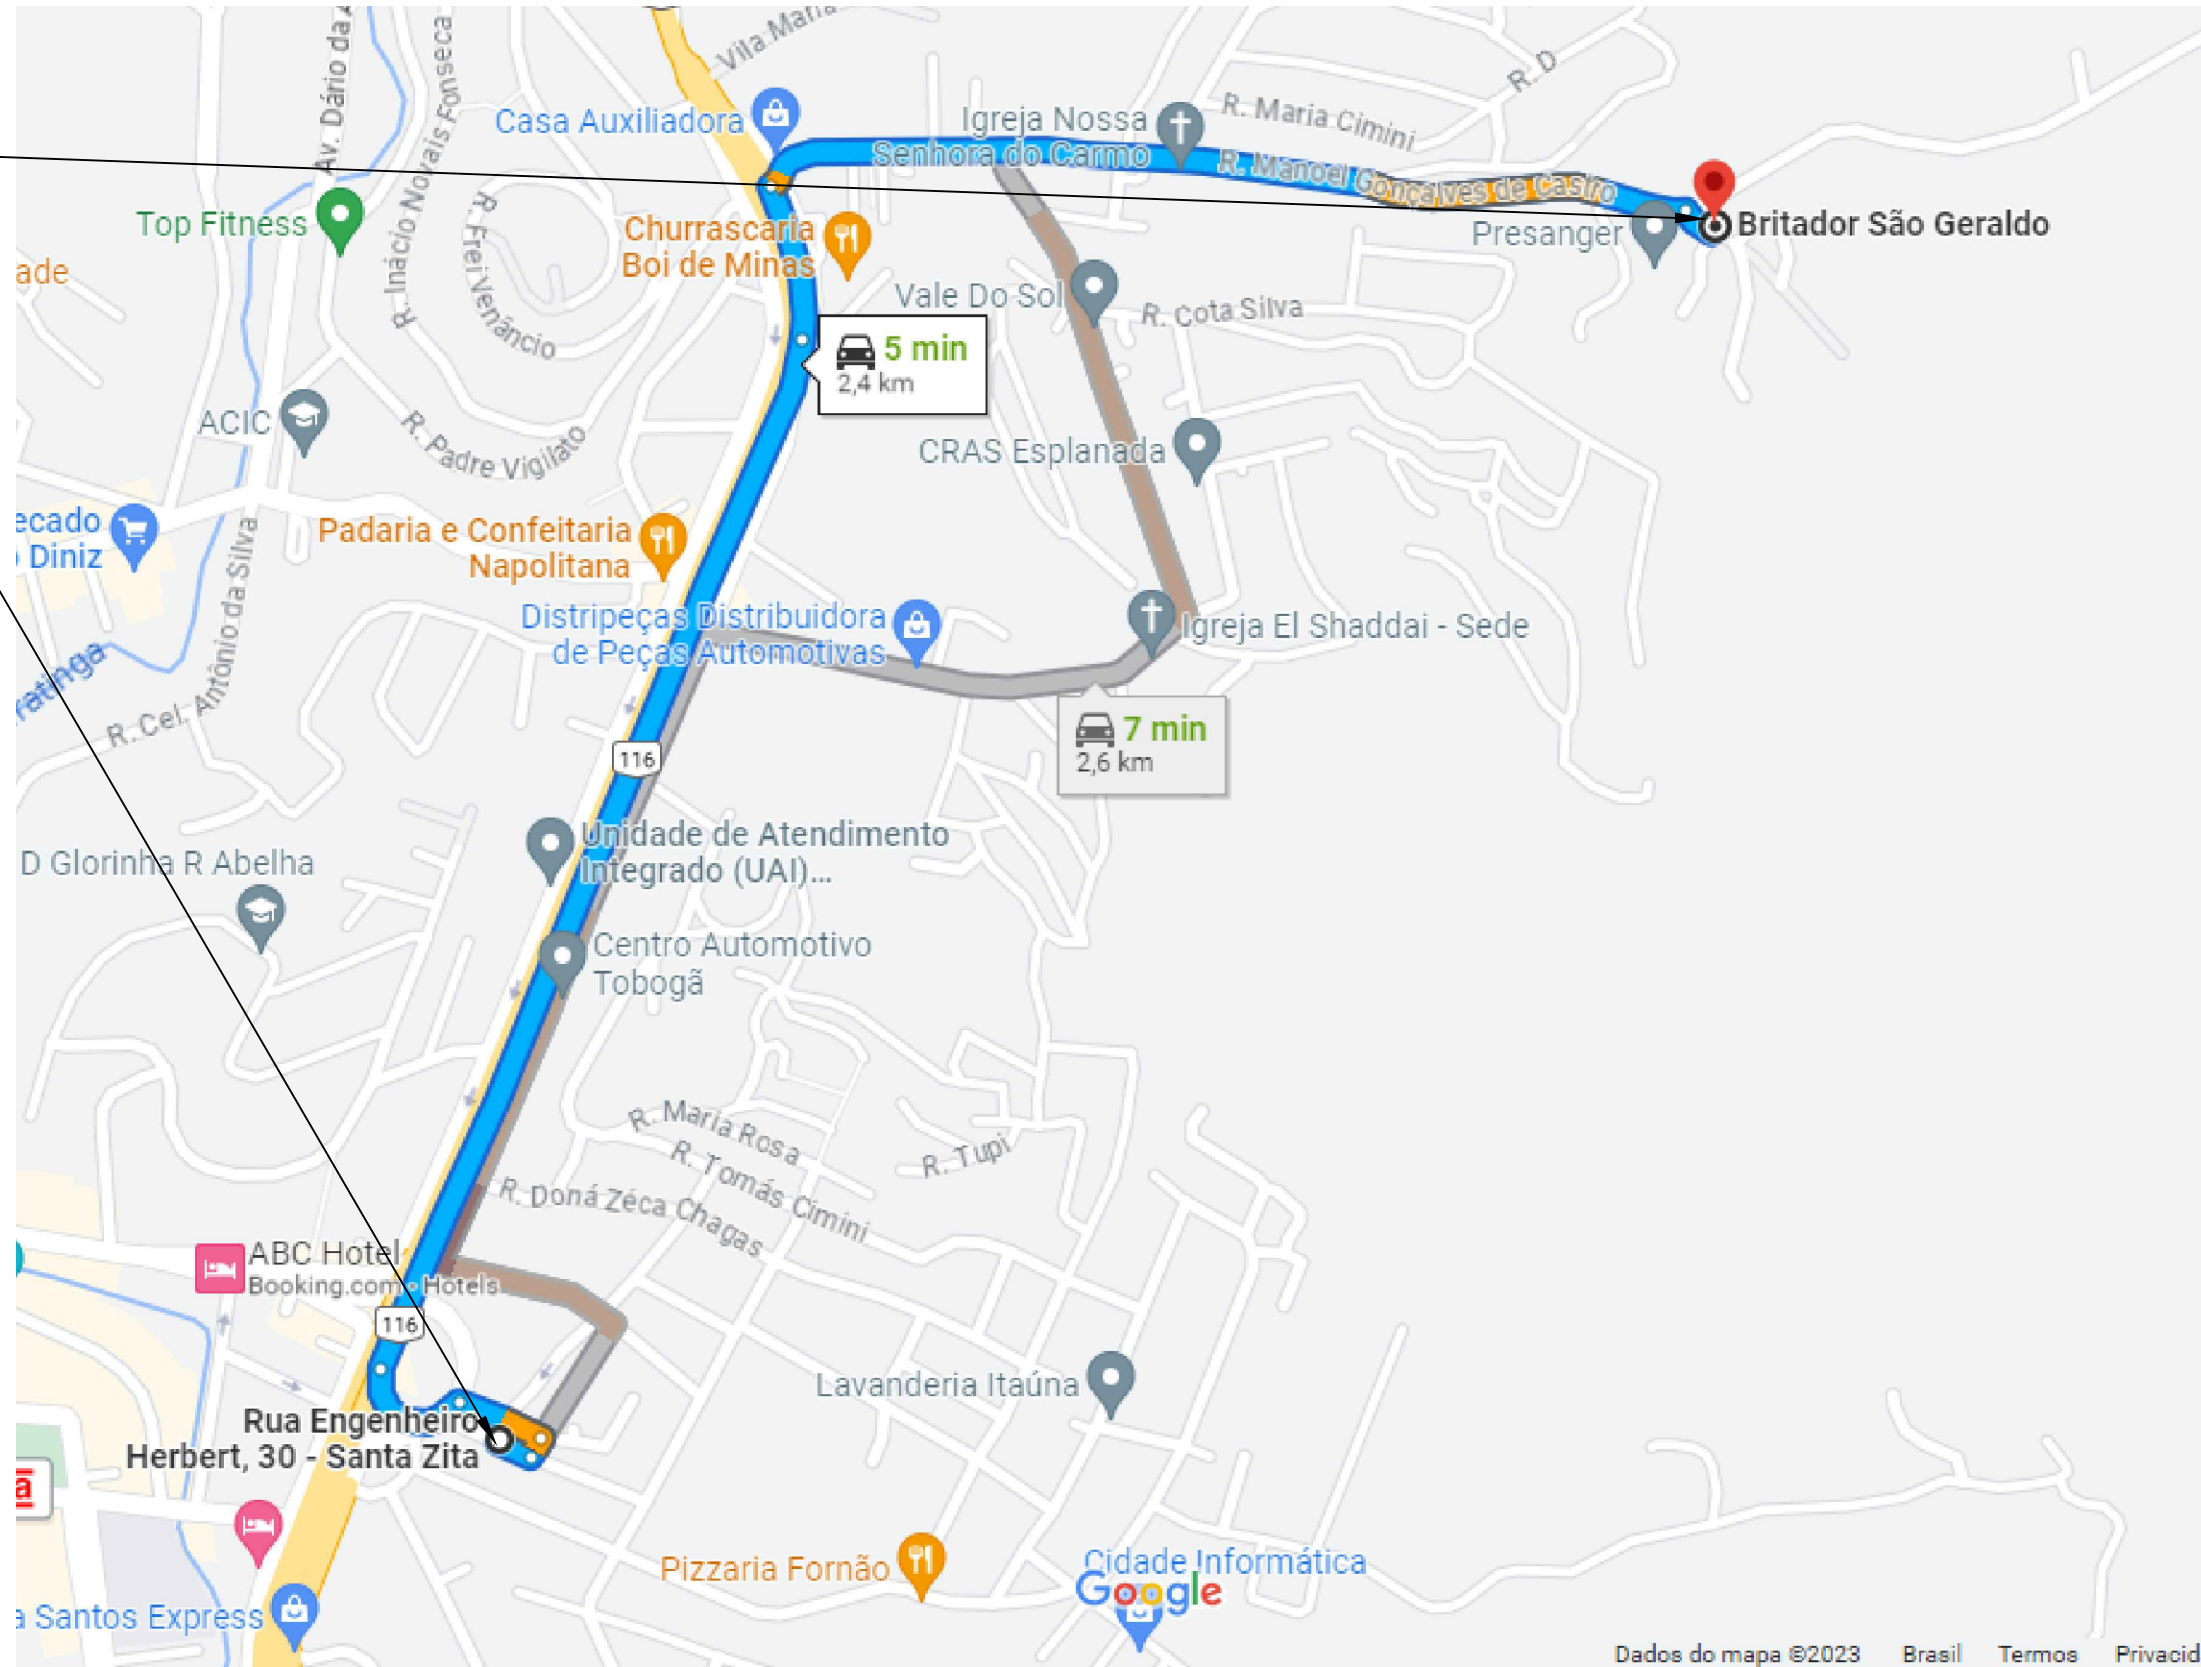 Vila Maria
Av. Dário da
R. Inácio Novais Fonseca
Casa Auxiliadora
Igreja Nossa
Senhora do Carmo
R. Maria Cimini
R. D
R. Manoel Gonçalves de Castro
Top Fitness
R. Frei Venâncio
Churrascaria
Boi de Minas
Presanger
Britador São Geraldo
ade
Vale Do Sol
R. Cota Silva
5 min
2,4 km
ACIC
R. Padre Vigilato
CRAS Esplanada
ecado
Diniz
Padaria e Confeitaria
Napolitana
R. Cel. Antônio da Silva
Distripeças Distribuidora
de Peças Automotivas
Igreja El Shaddai - Sede
ratinga
116
7 min
2,6 km
Unidade de Atendimento
Integrado (UAI)...
D Glorinha R Abelha
Centro Automotivo
Tobogã
R. Maria Rosa
R. Tomás Cimini
R. Tupi
R. Doná Zéca Chagas
ABC Hotel
Booking.com · Hotels
116
Lavanderia Itaúna
Rua Engenheiro
Herbert, 30 - Santa Zita
Pizzaria Fornão
Cidade Informática
Google
a Santos Express
Dados do mapa ©2023 Brasil Termos Privacid